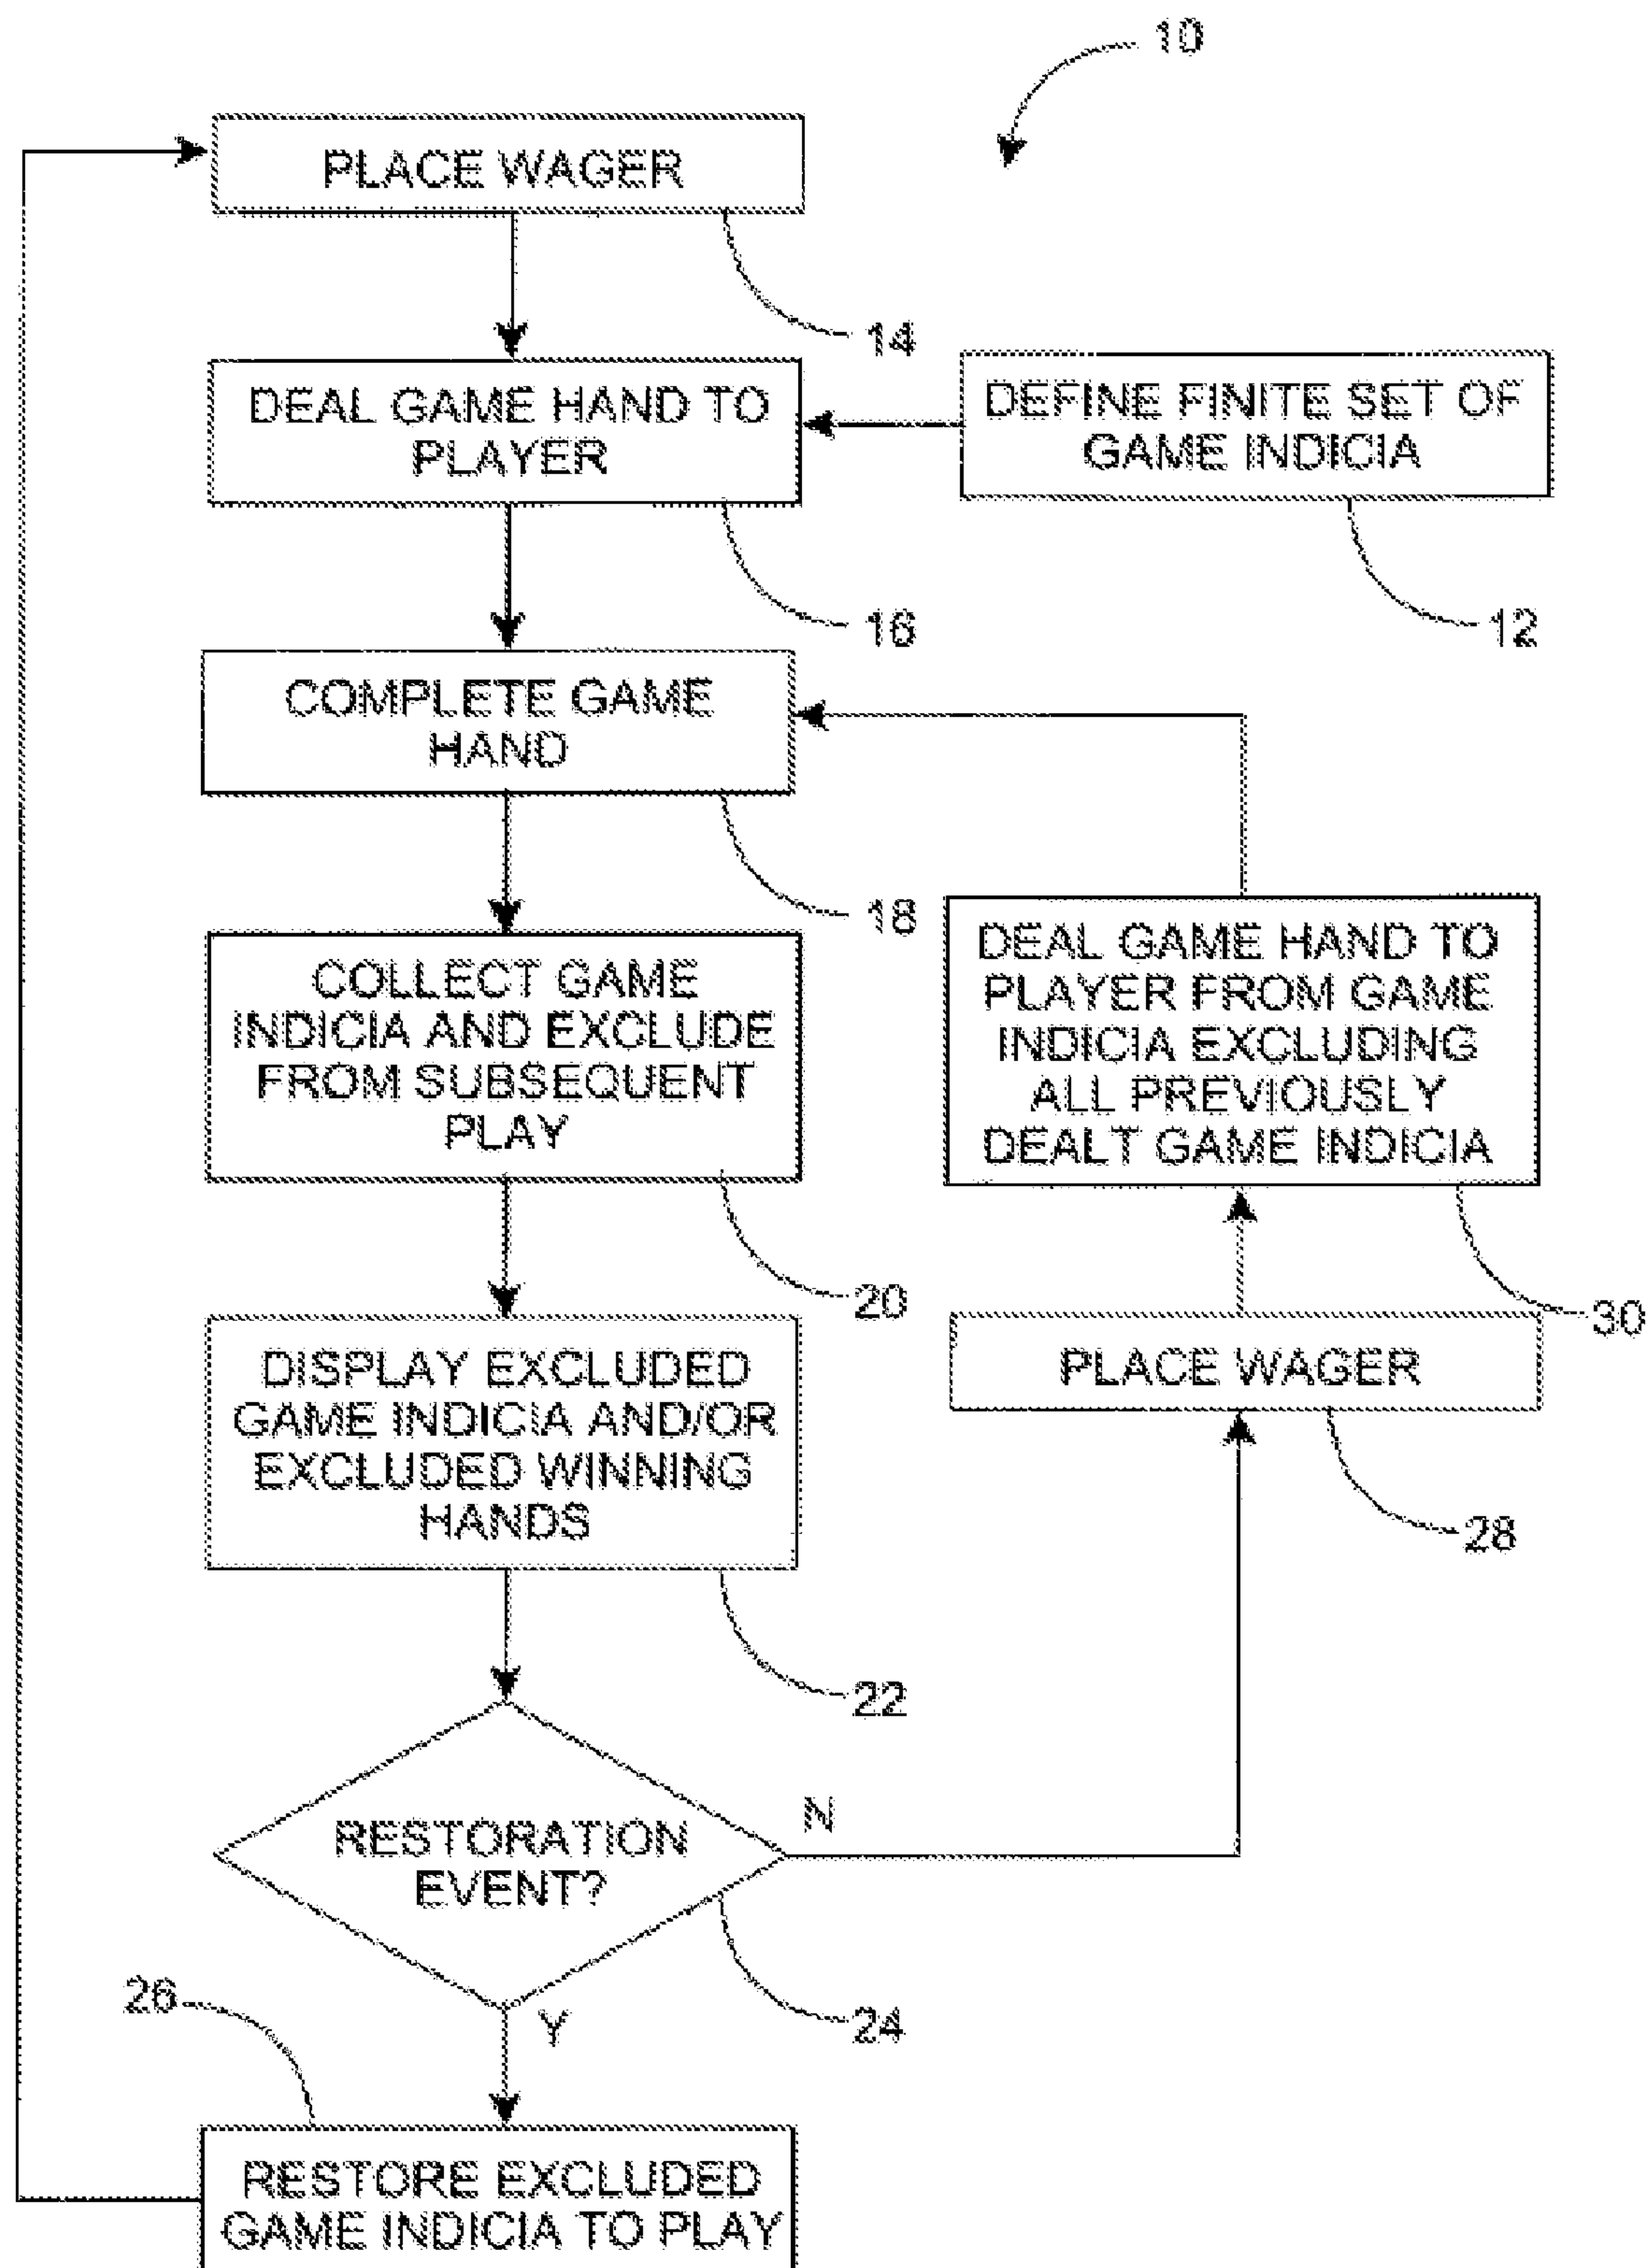 10
PLACE WAGER
14
DEAL GAME HAND TO
PLAYER
16
DEFINE FINITE SET OF
GAME INDICIA
12
COMPLETE GAME
HAND
18
COLLECT GAME
INDICIA AND EXCLUDE
FROM SUBSEQUENT
PLAY
20
DEAL GAME HAND TO
PLAYER FROM GAME
INDICIA EXCLUDING
ALL PREVIOUSLY
DEALT GAME INDICIA
30
DISPLAY EXCLUDED
GAME INDICIA AND/OR
EXCLUDED WINNING
HANDS
22
PLACE WAGER
28
RESTORATION
EVENT?
N
24
Y
26
RESTORE EXCLUDED
GAME INDICIA TO PLAY